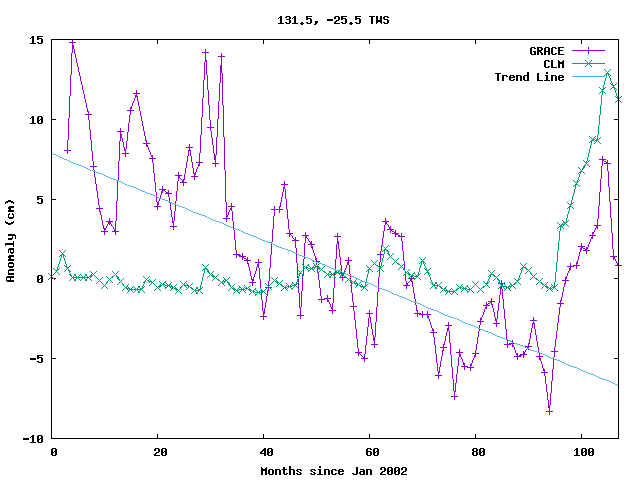 131.5, -25.5 TWS
GRACE
CLM
Trend Line
15
10
5
0
-5
-10
Anomaly (cm)
0 20 40 60 80 100
Months since Jan 2002